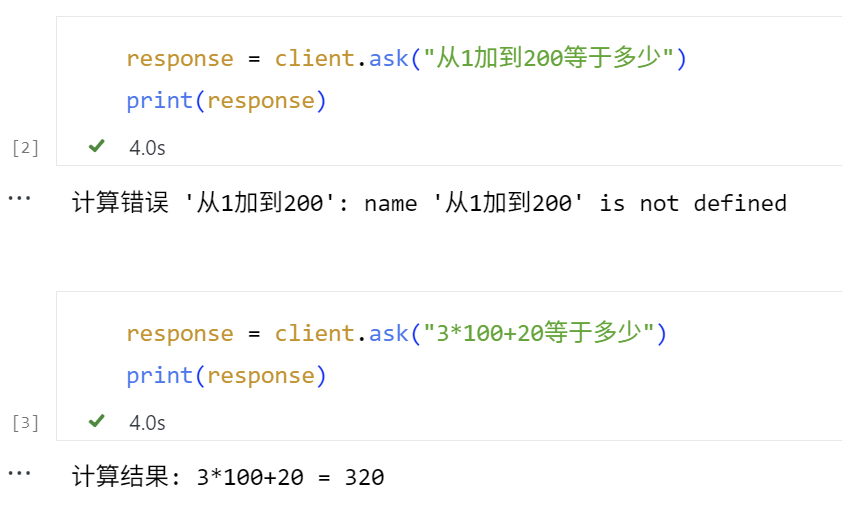 response = client.ask("从1加到200等于多少")
print(response)
[2]
4.0s
... 计算错误 '从1加到200': name '从1加到200' is not defined
response = client.ask("3*100+20等于多少")
print(response)
[3]
4.0s
... 计算结果: 3*100+20 = 320